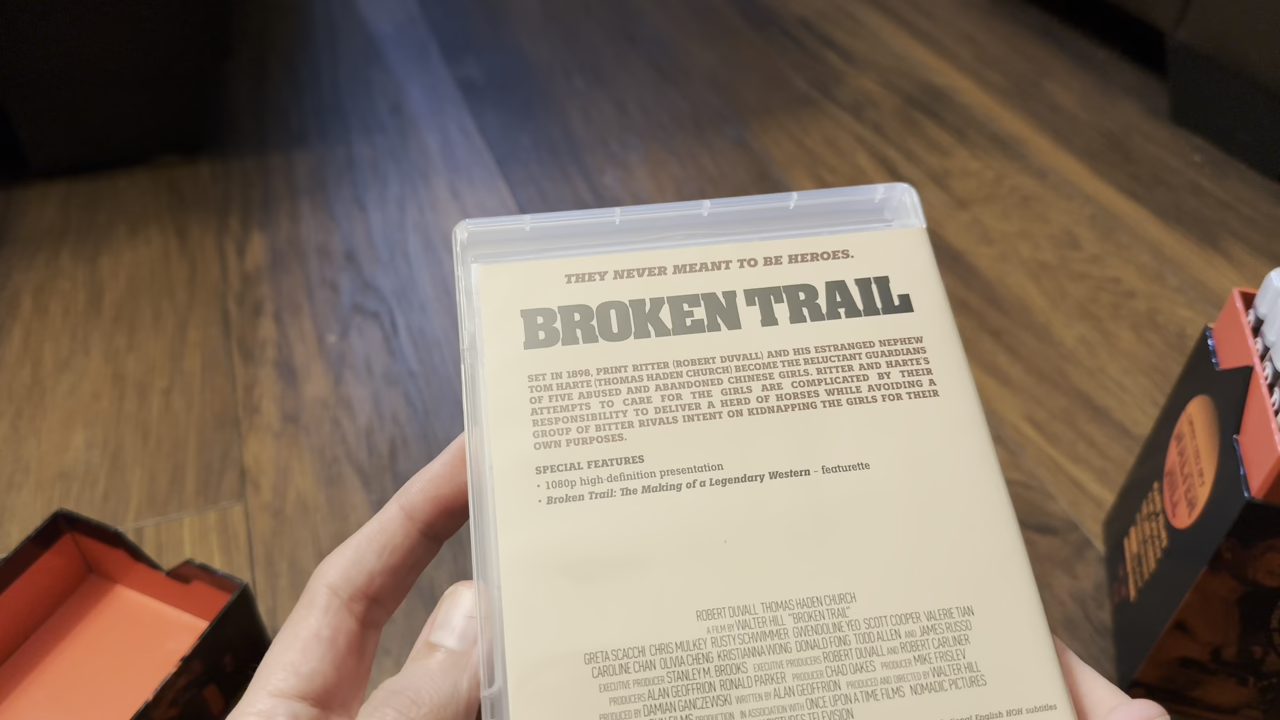 THEY NEVER MEANT TO BE HEROES.
BROKEN TRAIL
SET IN 1898, PRINT RITTER (ROBERT DUVALL) AND HIS ESTRANGED NEPHEW
TOM HARTE (THOMAS HADEN CHURCH) BECOME THE RELUCTANT GUARDIANS
OF FIVE ABUSED AND ABANDONED CHINESE GIRLS. RITTER AND HARTE'S
ATTEMPTS TO CARE FOR THE GIRLS ARE COMPLICATED BY THEIR
RESPONSIBILITY TO DELIVER A HERD OF HORSES WHILE AVOIDING A
GROUP OF BITTER RIVALS INTENT ON KIDNAPPING THE GIRLS FOR THEIR
OWN PURPOSES.
SPECIAL FEATURES
• 1080p high-definition presentation
• Broken Trail: The Making of a Legendary Western – featurette
ROBERT DUVALL THOMAS HADEN CHURCH
A FILM BY WALTER HILL "BROKEN TRAIL"
GRETA SCACCHI CHRIS MULKEY RUSTY SCHWIMMER GWENDOLINE YEO SCOTT COOPER VALERIE TIAN
CAROLINE CHAN OLIVIA CHENG KRISTIANNA WONG DONALD FONG TODD ALLEN AND JAMES RUSSO
EXECUTIVE PRODUCER STANLEY M. BROOKS EXECUTIVE PRODUCERS ROBERT DUVALL AND ROBERT CARLINER
PRODUCERS ALAN GEOFFRION RONALD PARKER PRODUCER CHAD OAKES PRODUCER MIKE FRISLEV
PRODUCED BY DAMIAN GANCZEWSKI WRITTEN BY ALAN GEOFFRION PRODUCED AND DIRECTED BY WALTER HILL
FILMS PRODUCTION IN ASSOCIATION WITH ONCE UPON A TIME FILMS NOMADIC PICTURES
PICTURES TELEVISION
English HOH subtitles